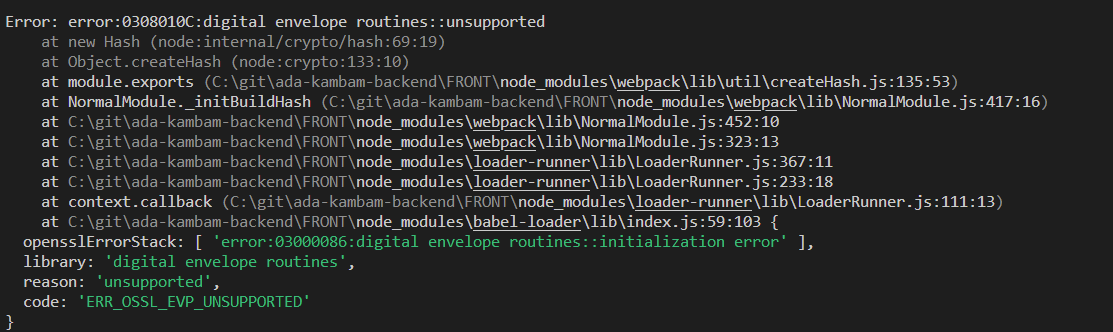 Error: error:0308010C:digital envelope routines::unsupported
    at new Hash (node:internal/crypto/hash:69:19)
    at Object.createHash (node:crypto:133:10)
    at module.exports (C:\git\ada-kambam-backend\FRONT\node_modules\webpack\lib\util\createHash.js:135:53)
    at NormalModule._initBuildHash (C:\git\ada-kambam-backend\FRONT\node_modules\webpack\lib\NormalModule.js:417:16)
    at C:\git\ada-kambam-backend\FRONT\node_modules\webpack\lib\NormalModule.js:452:10
    at C:\git\ada-kambam-backend\FRONT\node_modules\webpack\lib\NormalModule.js:323:13
    at C:\git\ada-kambam-backend\FRONT\node_modules\loader-runner\lib\LoaderRunner.js:367:11
    at C:\git\ada-kambam-backend\FRONT\node_modules\loader-runner\lib\LoaderRunner.js:233:18
    at context.callback (C:\git\ada-kambam-backend\FRONT\node_modules\loader-runner\lib\LoaderRunner.js:111:13)
    at C:\git\ada-kambam-backend\FRONT\node_modules\babel-loader\lib\index.js:59:103 {
  opensslErrorStack: [ 'error:03000086:digital envelope routines::initialization error' ],
  library: 'digital envelope routines',
  reason: 'unsupported',
  code: 'ERR_OSSL_EVP_UNSUPPORTED'
}